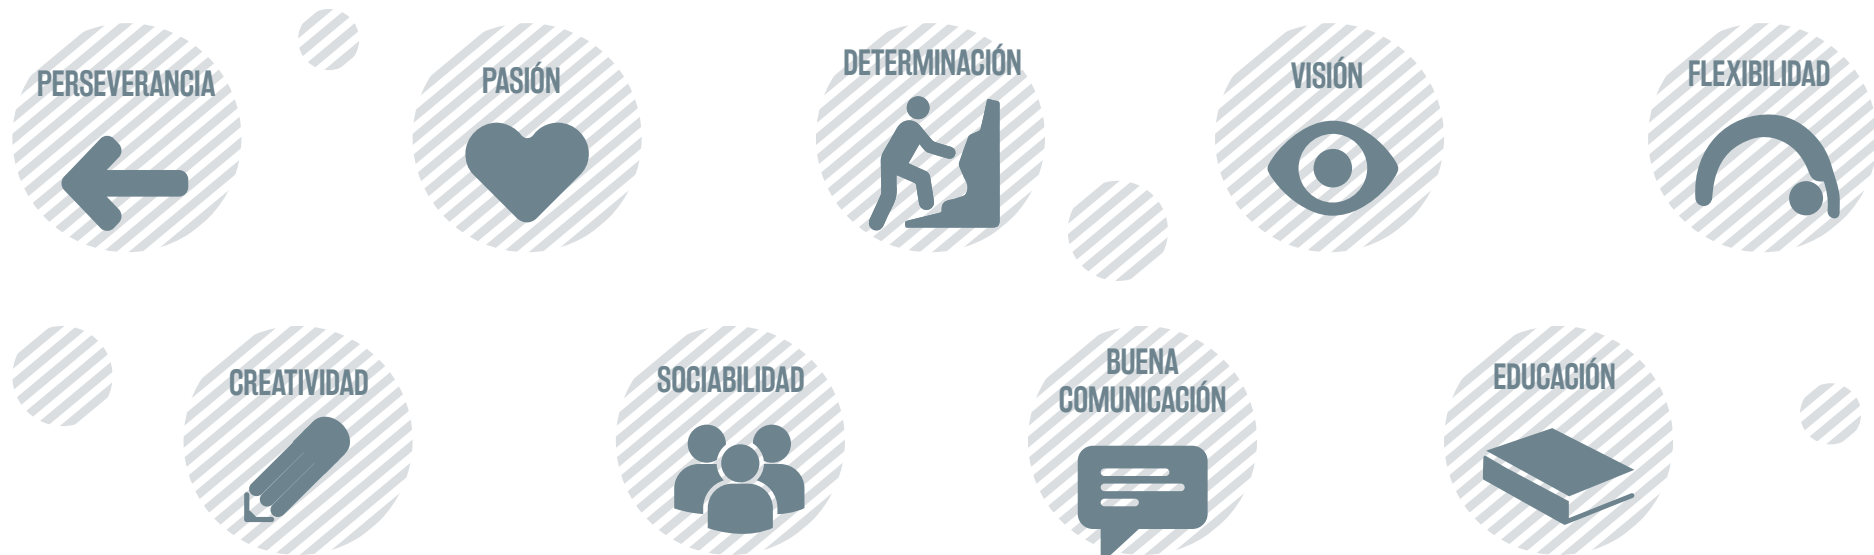 PERSEVERANCIA
PASIÓN
DETERMINACIÓN
VISIÓN
FLEXIBILIDAD
CREATIVIDAD
SOCIABILIDAD
BUENA
COMUNICACIÓN
EDUCACIÓN